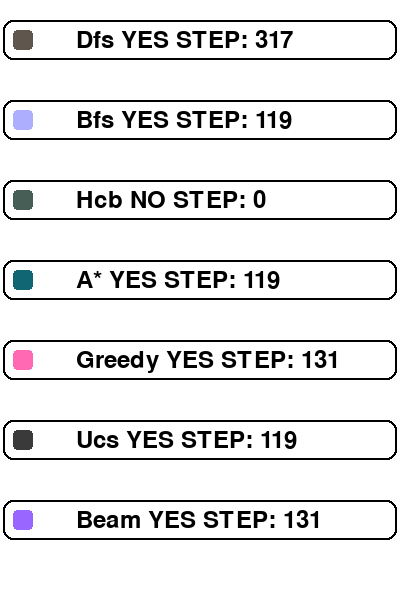 Dfs YES STEP: 317
Bfs YES STEP: 119
Hcb NO STEP: 0
A* YES STEP: 119
Greedy YES STEP: 131
Ucs YES STEP: 119
Beam YES STEP: 131